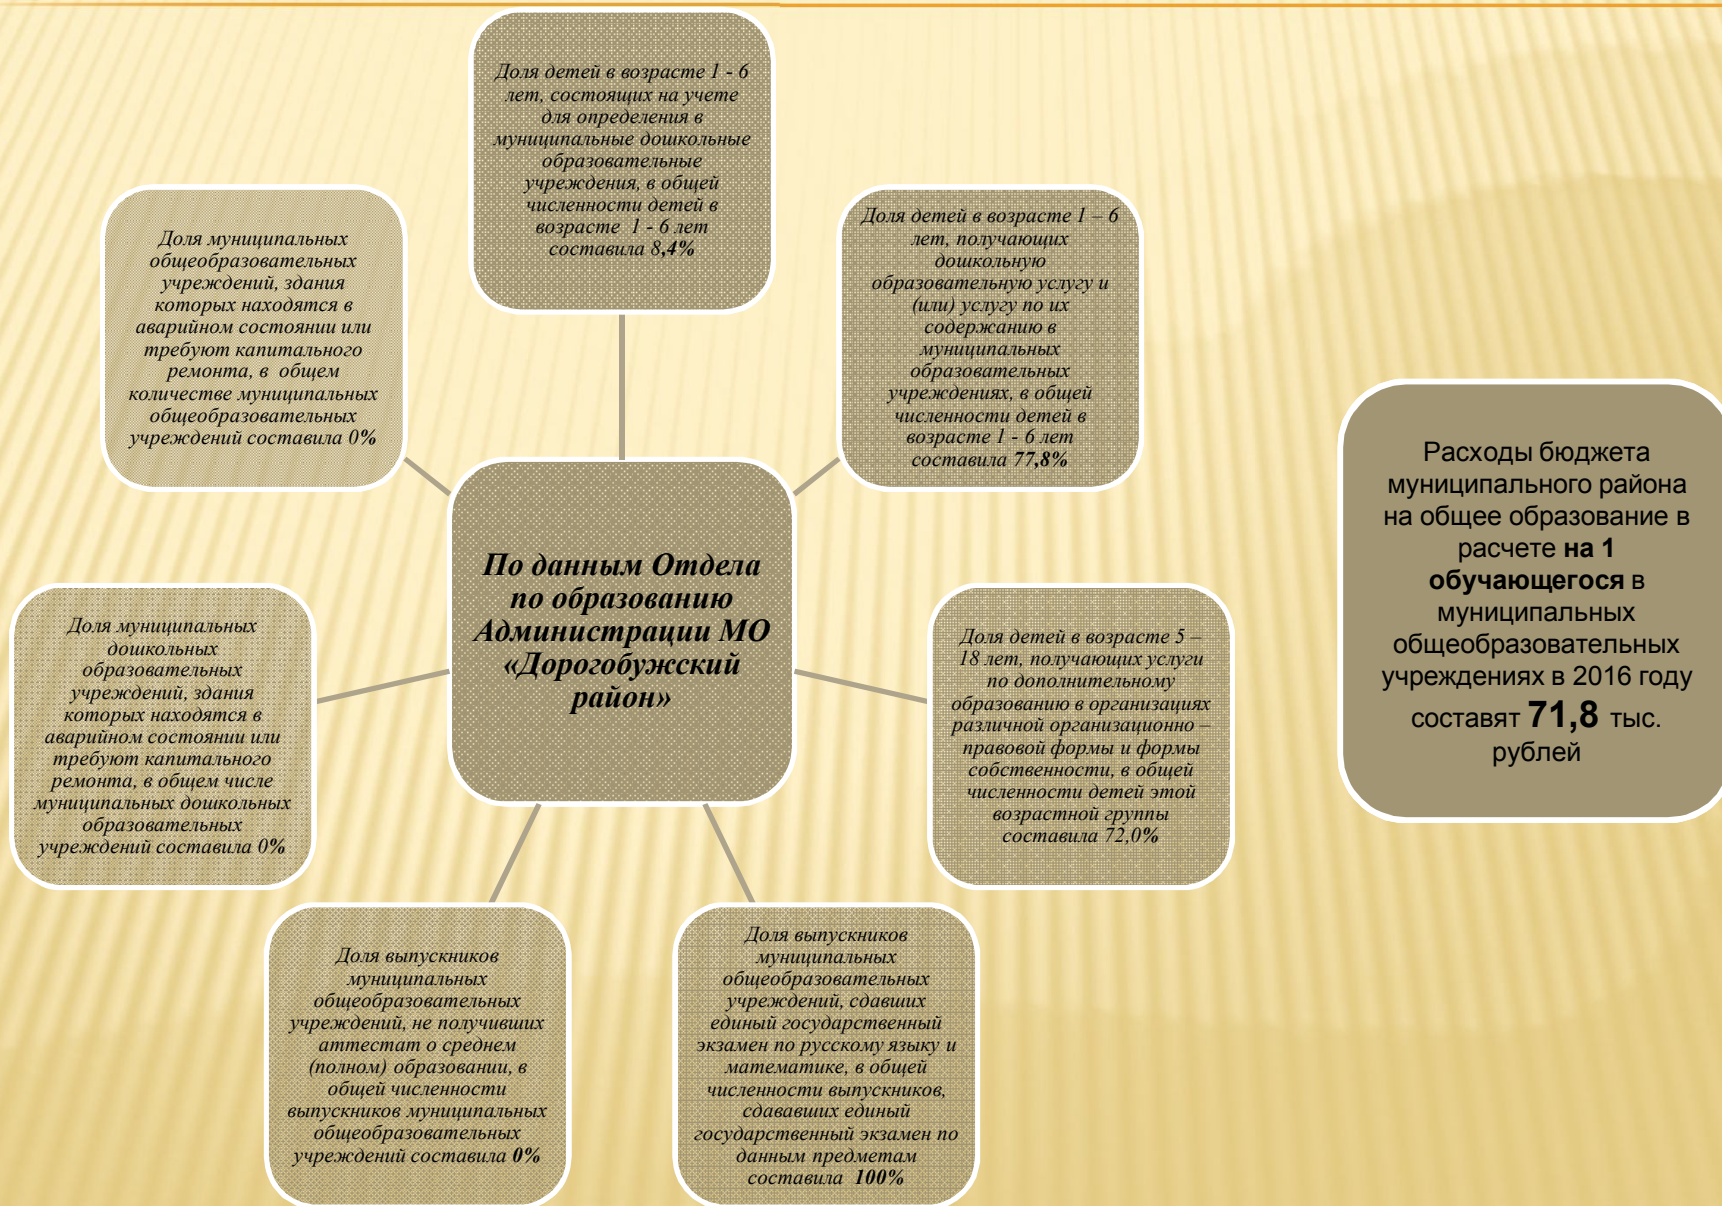 Доля детей в возрасте 1 - 6
лет, состоящих на учете
для определения в
муниципальные дошкольные
образовательные
учреждения, в общей
численности детей в
возрасте 1 - 6 лет
составила 8,4%
Доля детей в возрасте 1 – 6
лет, получающих
дошкольную
образовательную услугу и
(или) услугу по их
содержанию в
муниципальных
образовательных
учреждениях, в общей
численности детей в
возрасте 1 - 6 лет
составила 77,8%
Доля детей в возрасте 5 –
18 лет, получающих услуги
по дополнительному
образованию в организациях
различной организационно –
правовой формы и формы
собственности, в общей
численности детей этой
возрастной группы
составила 72,0%
Доля выпускников
муниципальных
общеобразовательных
учреждений, сдавших
единый государственный
экзамен по русскому языку и
математике, в общей
численности выпускников,
сдававших единый
государственный экзамен по
данным предметам
составила 100%
Доля выпускников
муниципальных
общеобразовательных
учреждений, не получивших
аттестат о среднем
(полном) образовании, в
общей численности
выпускников муниципальных
общеобразовательных
учреждений составила 0%
Доля муниципальных
дошкольных
образовательных
учреждений, здания
которых находятся в
аварийном состоянии или
требуют капитального
ремонта, в общем числе
муниципальных дошкольных
образовательных
учреждений составила 0%
Доля муниципальных
общеобразовательных
учреждений, здания
которых находятся в
аварийном состоянии или
требуют капитального
ремонта, в общем
количестве муниципальных
общеобразовательных
учреждений составила 0%
По данным Отдела
по образованию
Администрации МО
«Дорогобужский
район»
Расходы бюджета
муниципального района
на общее образование в
расчете на 1
обучающегося в
муниципальных
общеобразовательных
учреждениях в 2016 году
составят 71,8 тыс.
рублей